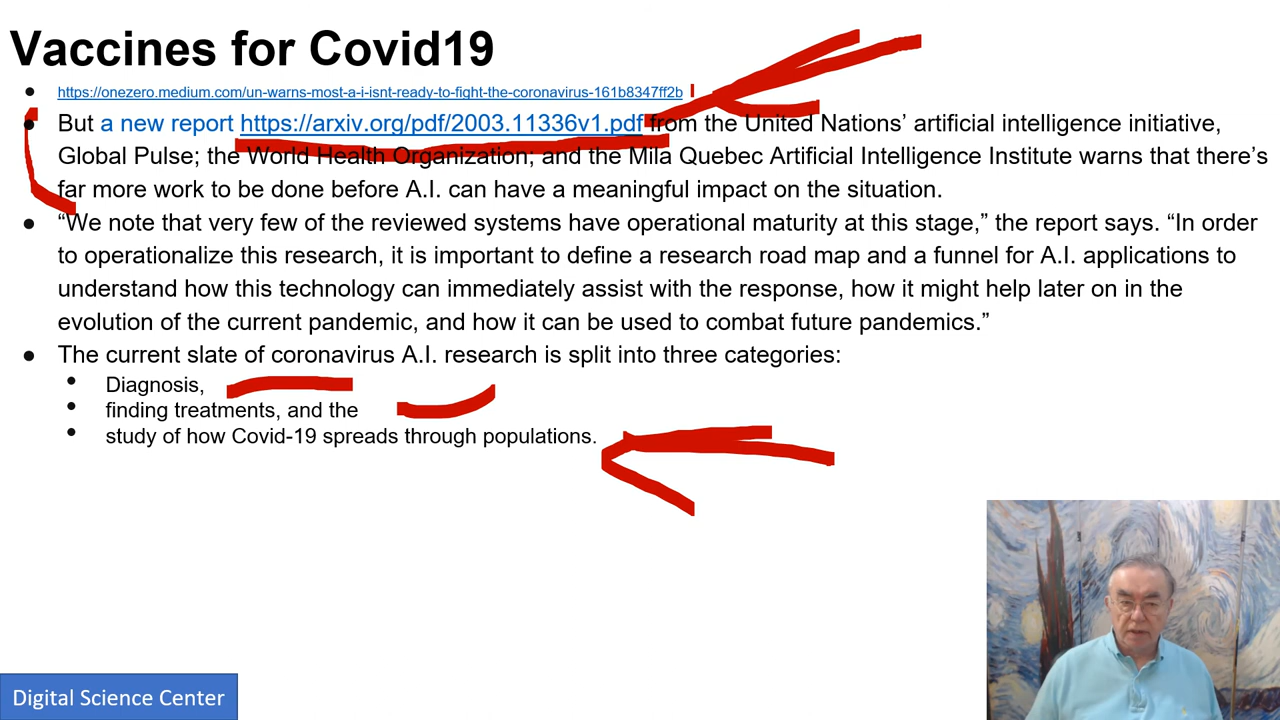 Vaccines for Covid19
• https://onezero.medium.com/un-warns-most-a-i-isnt-ready-to-fight-the-coronavirus-161b8347ff2b
• But a new report https://arxiv.org/pdf/2003.11336v1.pdf from the United Nations’ artificial intelligence initiative,
Global Pulse; the World Health Organization; and the Mila Quebec Artificial Intelligence Institute warns that there’s
far more work to be done before A.I. can have a meaningful impact on the situation.
• “We note that very few of the reviewed systems have operational maturity at this stage,” the report says. “In order
to operationalize this research, it is important to define a research road map and a funnel for A.I. applications to
understand how this technology can immediately assist with the response, how it might help later on in the
evolution of the current pandemic, and how it can be used to combat future pandemics.”
• The current slate of coronavirus A.I. research is split into three categories:
• Diagnosis,
• finding treatments, and the
• study of how Covid-19 spreads through populations.
Digital Science Center